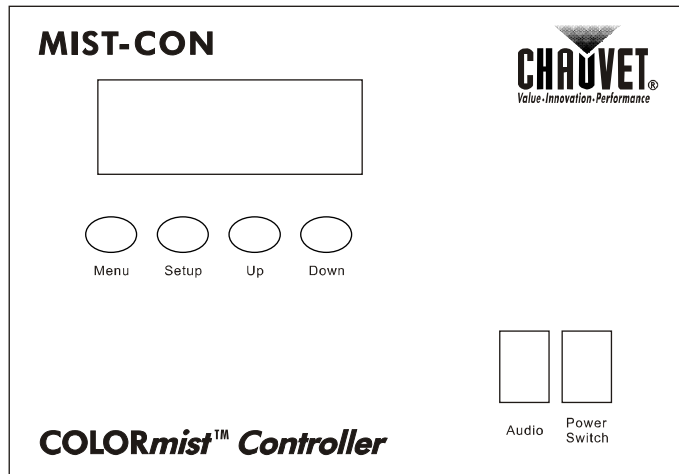 MIST-CON
CHAUVET®
Value·Innovation·Performance
Menu Setup Up Down
Audio Power Switch
COLORmist™ Controller